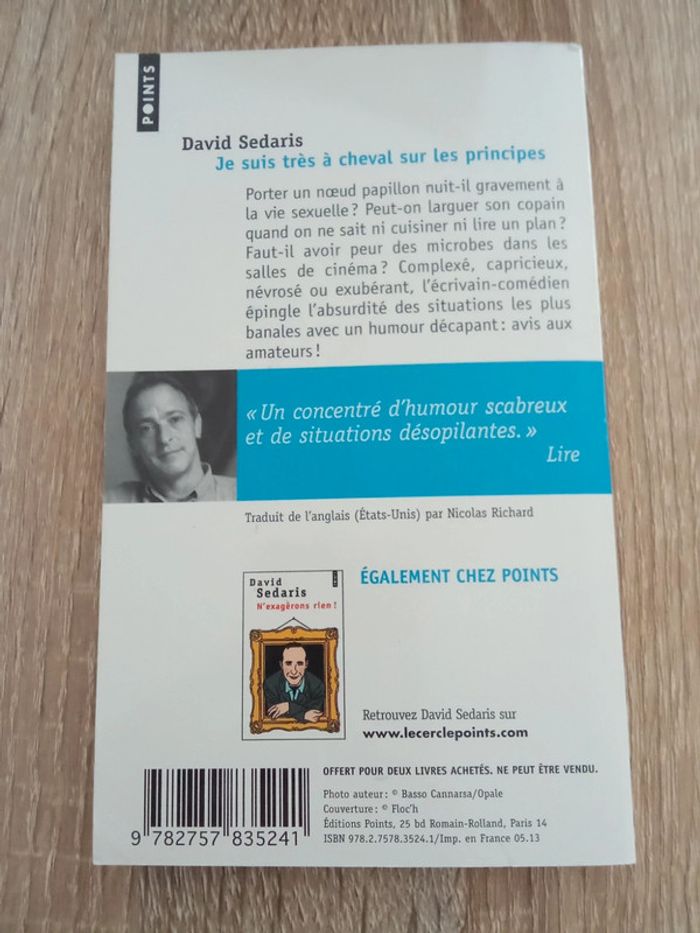 POINTS
David Sedaris
Je suis très à cheval sur les principes
Porter un nœud papillon nuit-il gravement à
la vie sexuelle ? Peut-on larguer son copain
quand on ne sait ni cuisiner ni lire un plan ?
Faut-il avoir peur des microbes dans les
salles de cinéma ? Complexé, capricieux,
névrosé ou exubérant, l'écrivain-comédien
épingle l'absurdité des situations les plus
banales avec un humour décapant : avis aux
amateurs !
« Un concentré d'humour scabreux
et de situations désopilantes. »
Lire
Traduit de l'anglais (États-Unis) par Nicolas Richard
David
Sedaris
N'exagérons rien !
ÉGALEMENT CHEZ POINTS
Retrouvez David Sedaris sur
www.lecerclepoints.com
OFFERT POUR DEUX LIVRES ACHETÉS. NE PEUT ÊTRE VENDU.
Photo auteur : © Basso Cannarsa/Opale
Couverture : © Floc'h
Éditions Points, 25 bd Romain-Rolland, Paris 14
ISBN 978.2.7578.3524.1/Imp. en France 05.13
9 782757 835241